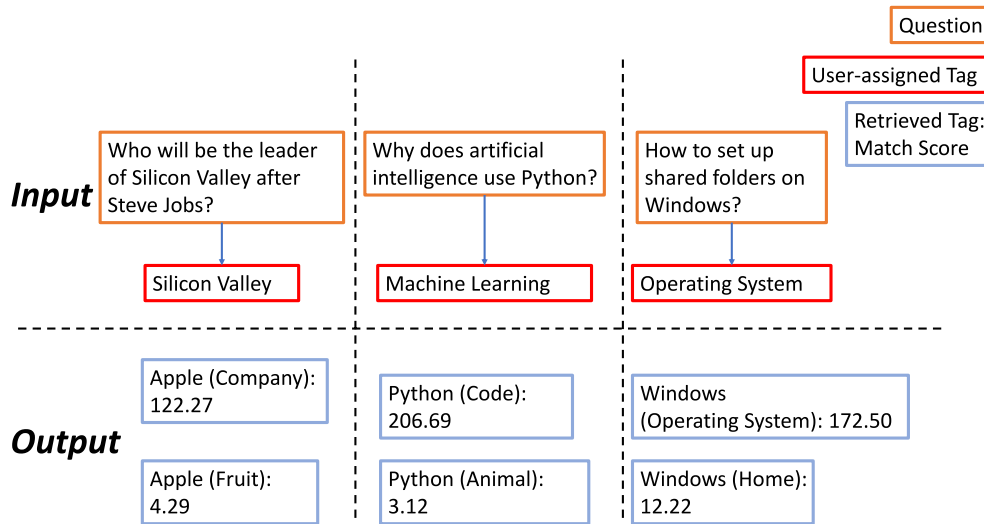 Question
User-assigned Tag
Retrieved Tag:
Match Score
Input
Who will be the leader
of Silicon Valley after
Steve Jobs?
Why does artificial
intelligence use Python?
How to set up
shared folders on
Windows?
Silicon Valley
Machine Learning
Operating System
Output
Apple (Company):
122.27
Python (Code):
206.69
Windows
(Operating System): 172.50
Apple (Fruit):
4.29
Python (Animal):
3.12
Windows (Home):
12.22